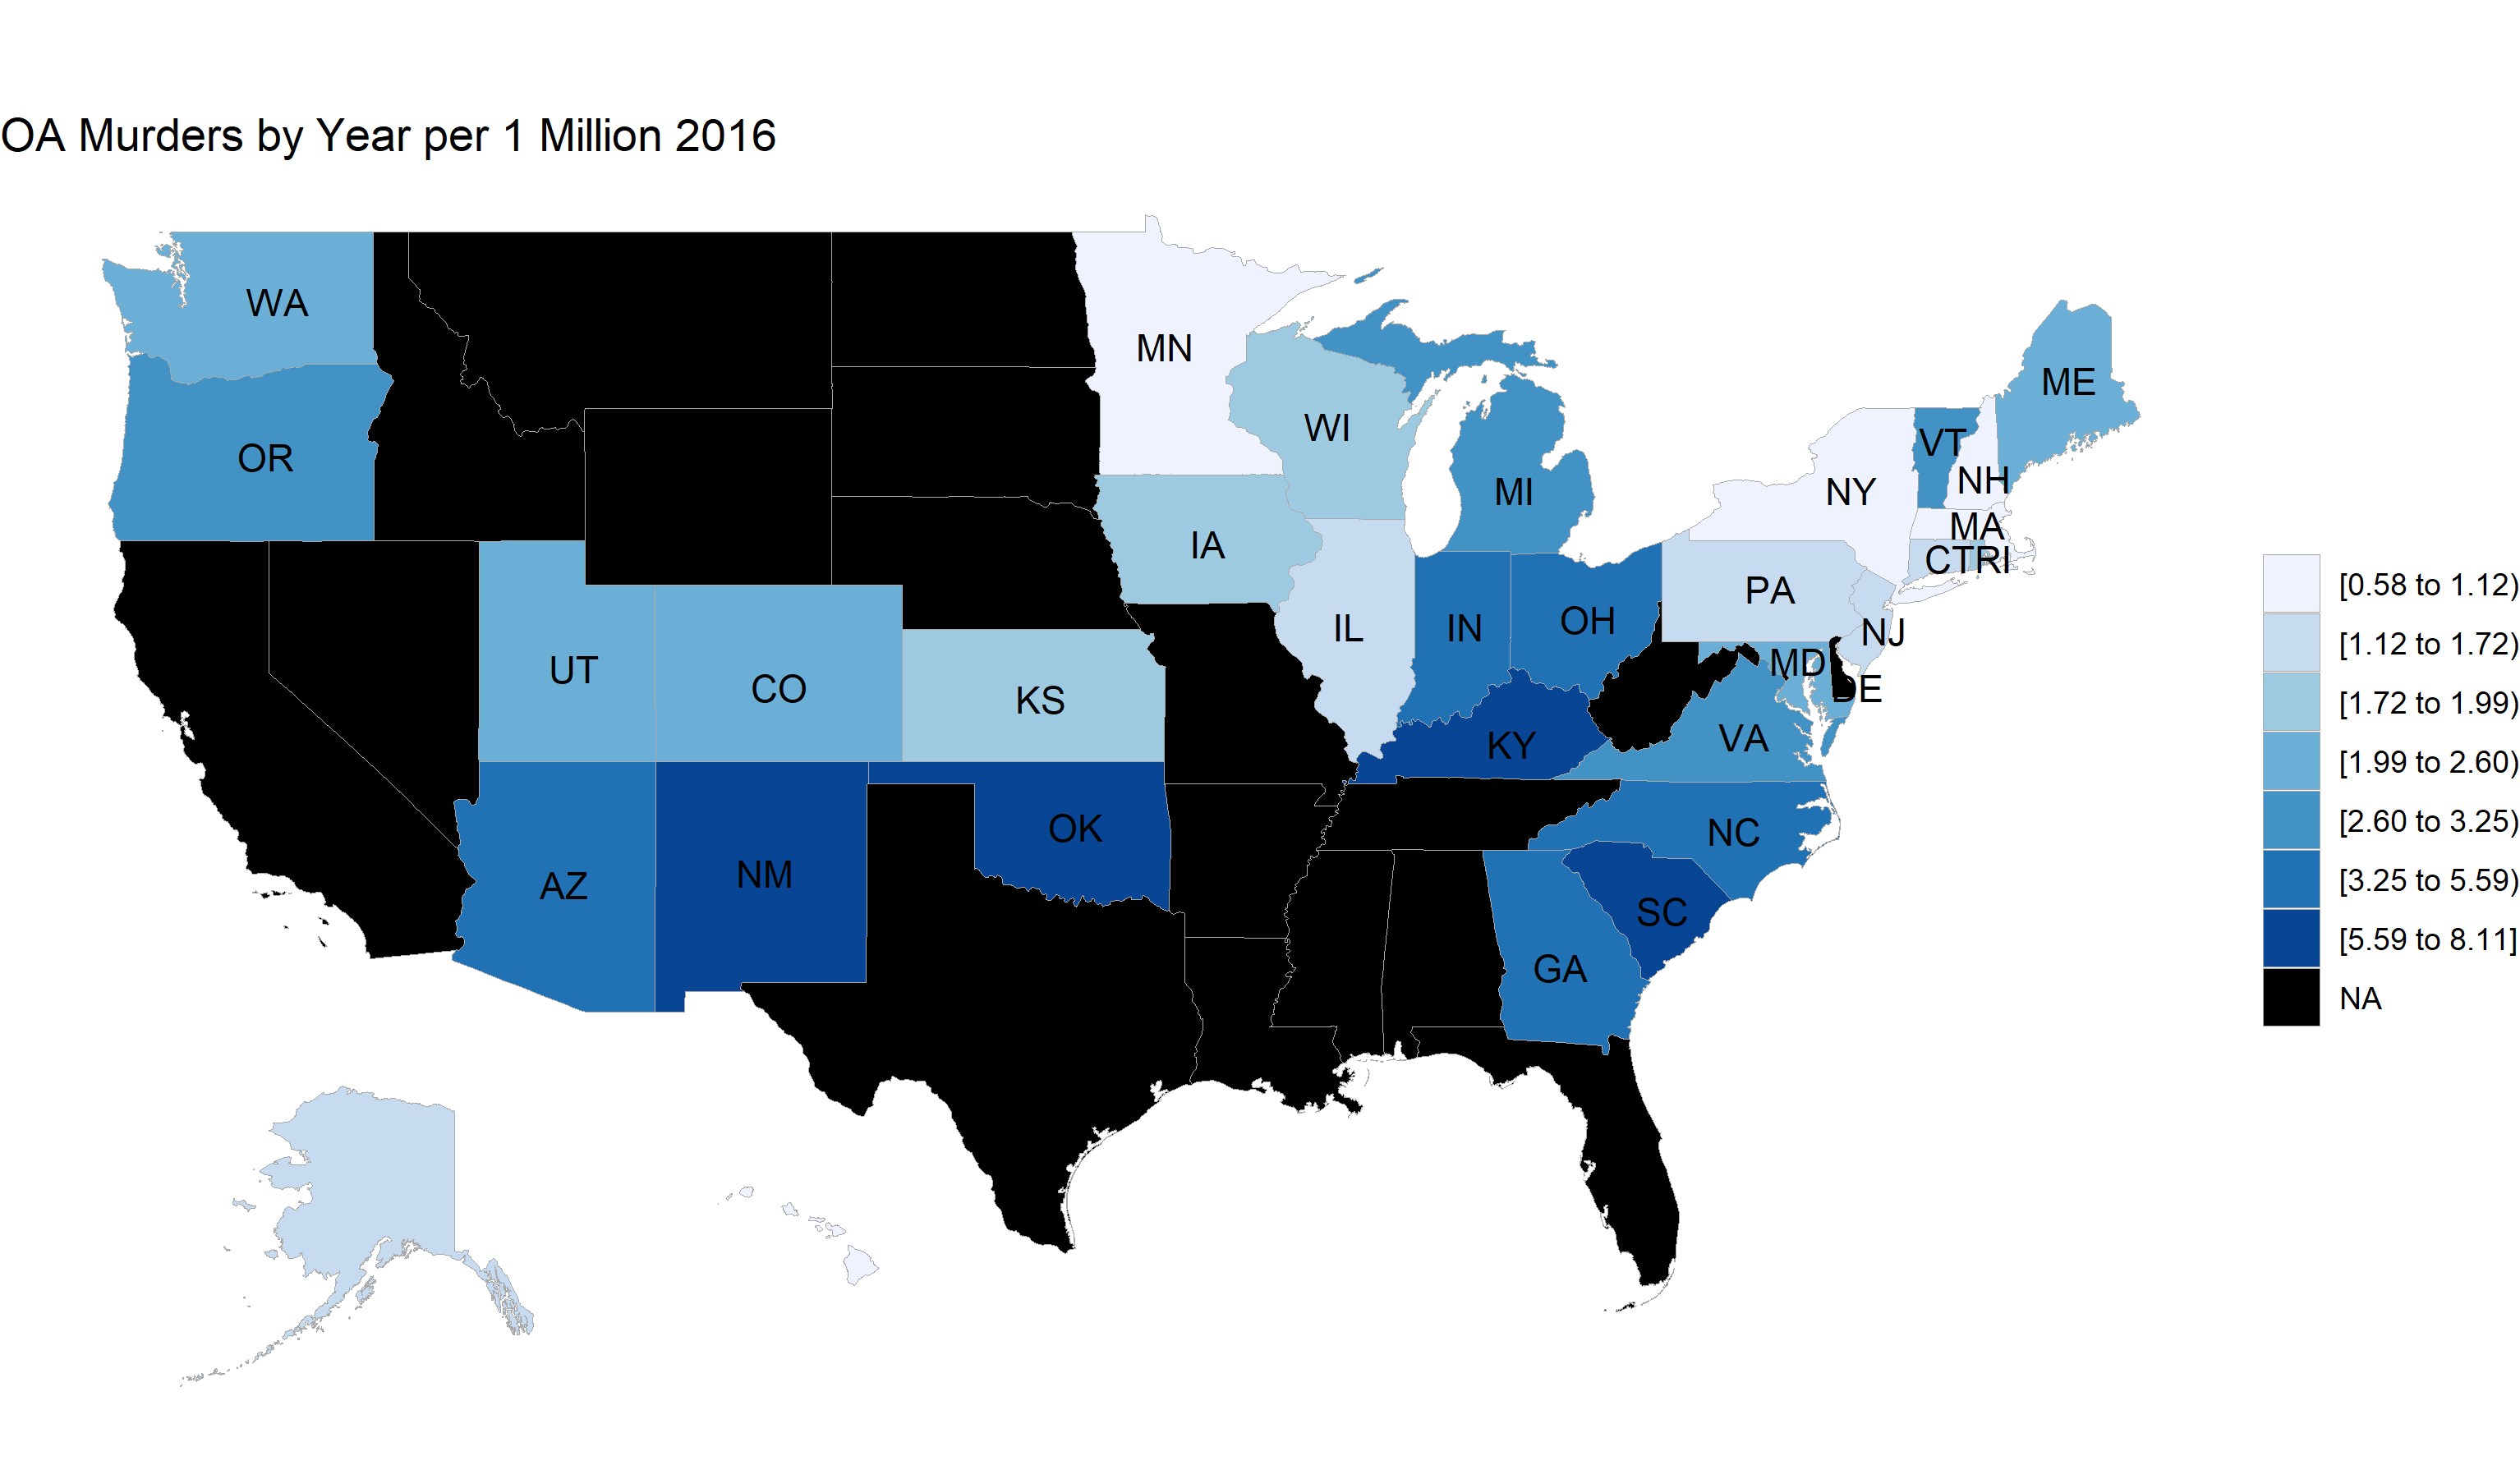 OA Murders by Year per 1 Million 2016
WA
MN
ME
WI
OR
VT
NH
MI
NY
MA
IA
CT
RI
PA
[0.58 to 1.12)
IL
IN
OH
NJ
[1.12 to 1.72)
UT
CO
KS
MD
DE
[1.72 to 1.99)
KY
VA
[1.99 to 2.60)
OK
NC
[2.60 to 3.25)
AZ
NM
[3.25 to 5.59)
SC
[5.59 to 8.11]
GA
NA